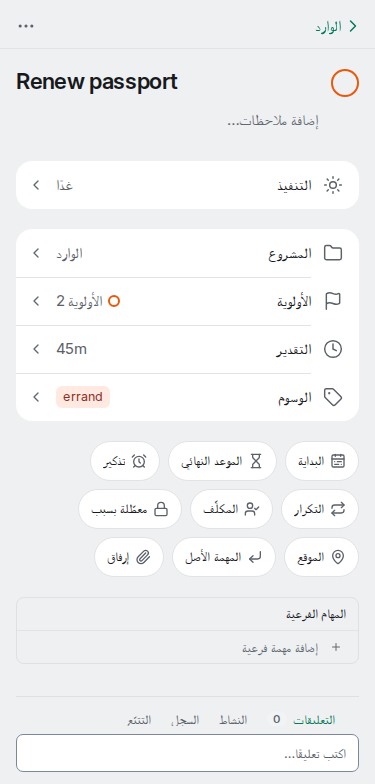 الوارد
Renew passport
إضافة ملاحظات...
التنفيذ غدًا
المشروع الوارد
الأولوية الأولوية 2
التقدير 45m
الوسوم errand
البداية الموعد النهائي تذكير
التكرار المكلّف معطّلة بسبب
الموقع المهمة الأصل إرفاق
المهام الفرعية
إضافة مهمة فرعية
التعليقات 0 النشاط السجل التتبّع
اكتب تعليقًا...